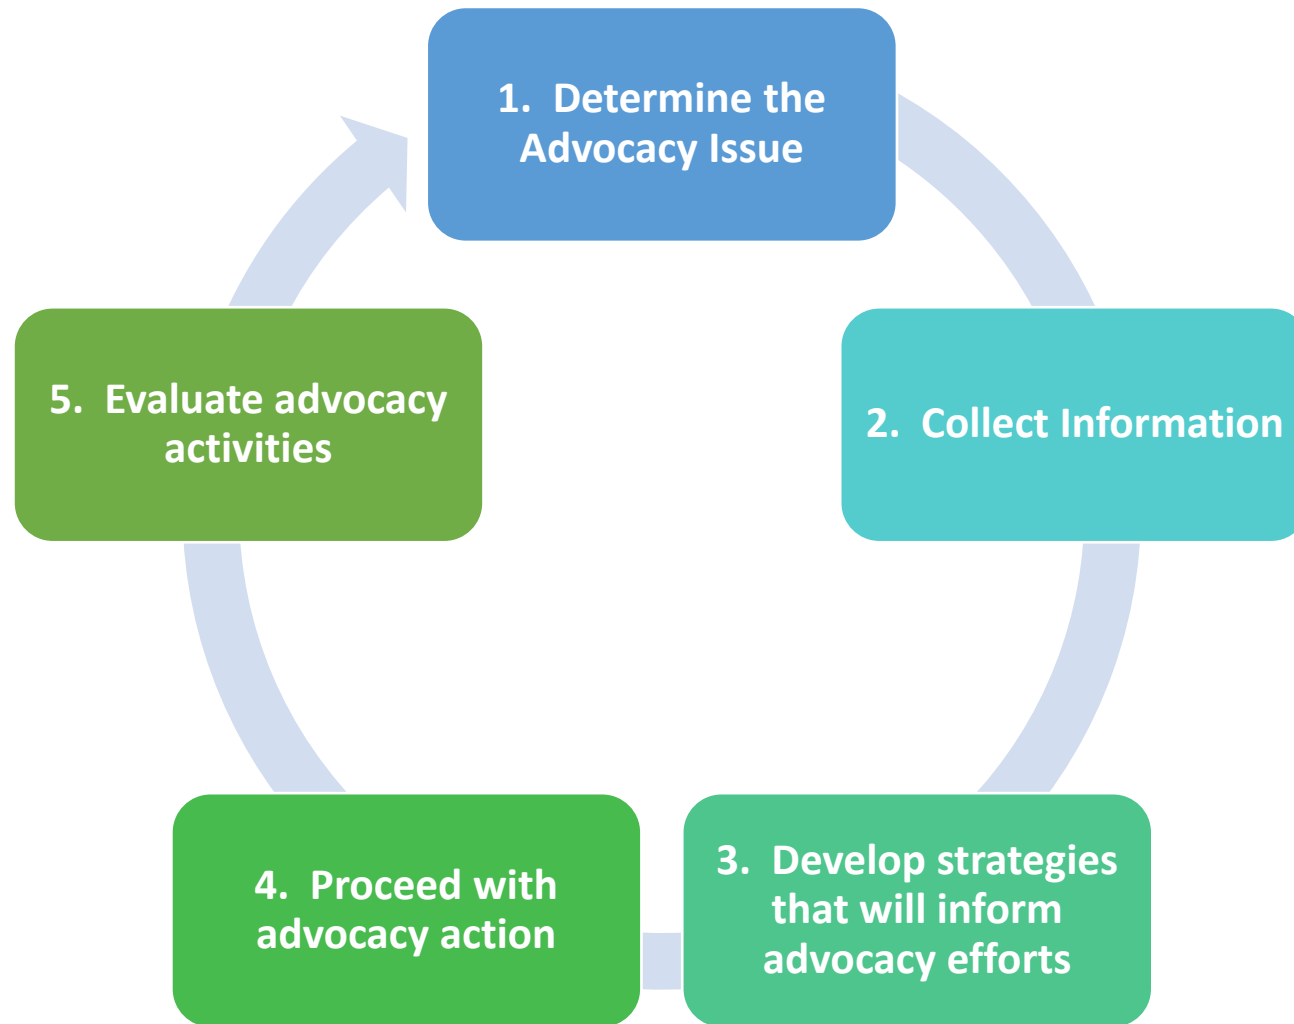 1.  Determine the
Advocacy Issue
2.  Collect Information
3.  Develop strategies
that will inform
advocacy efforts
4.  Proceed with
advocacy action
5.  Evaluate advocacy
activities